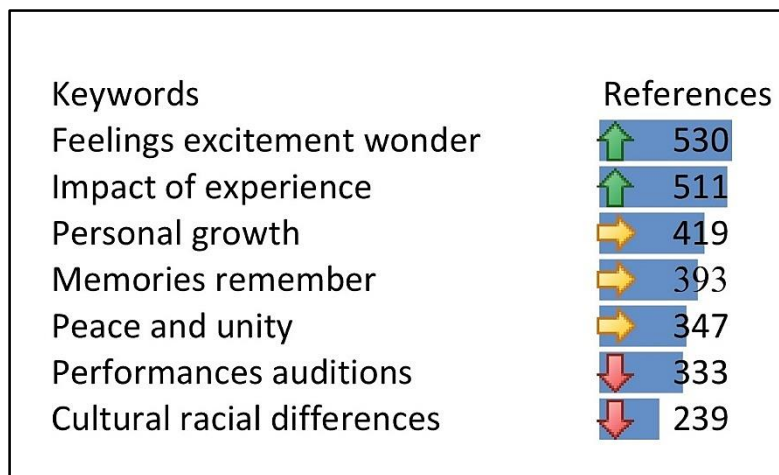 Keywords References
Feelings excitement wonder 530
Impact of experience 511
Personal growth 419
Memories remember 393
Peace and unity 347
Performances auditions 333
Cultural racial differences 239